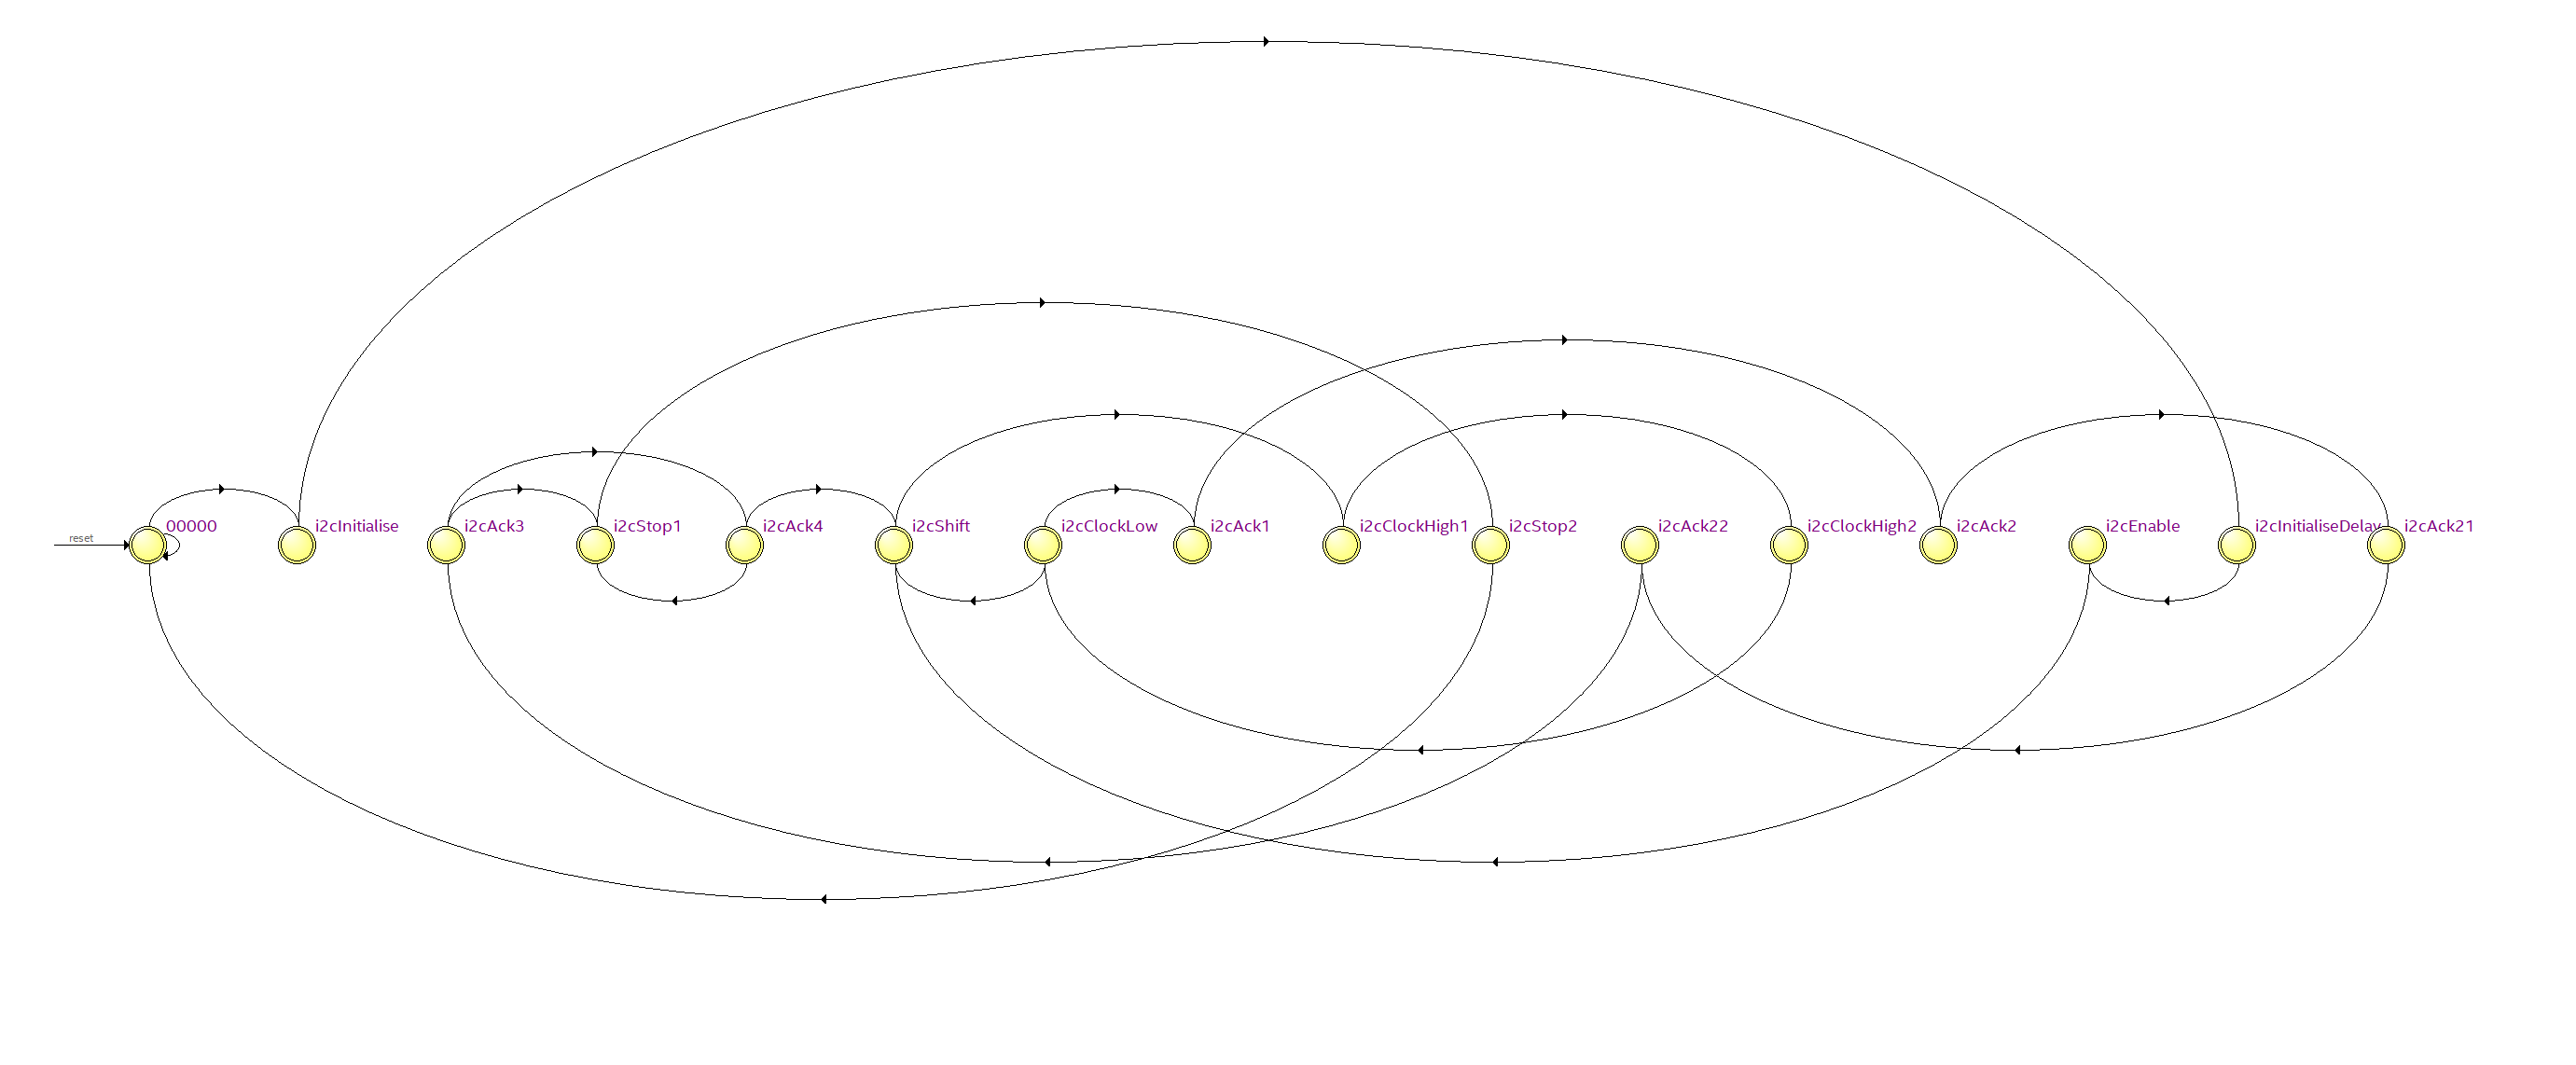 reset
00000
i2cInitialise
i2cAck3
i2cStop1
i2cAck4
i2cShift
i2cClockLow
i2cAck1
i2cClockHigh1
i2cStop2
i2cAck22
i2cClockHigh2
i2cAck2
i2cEnable
i2cInitialiseDelay
i2cAck21